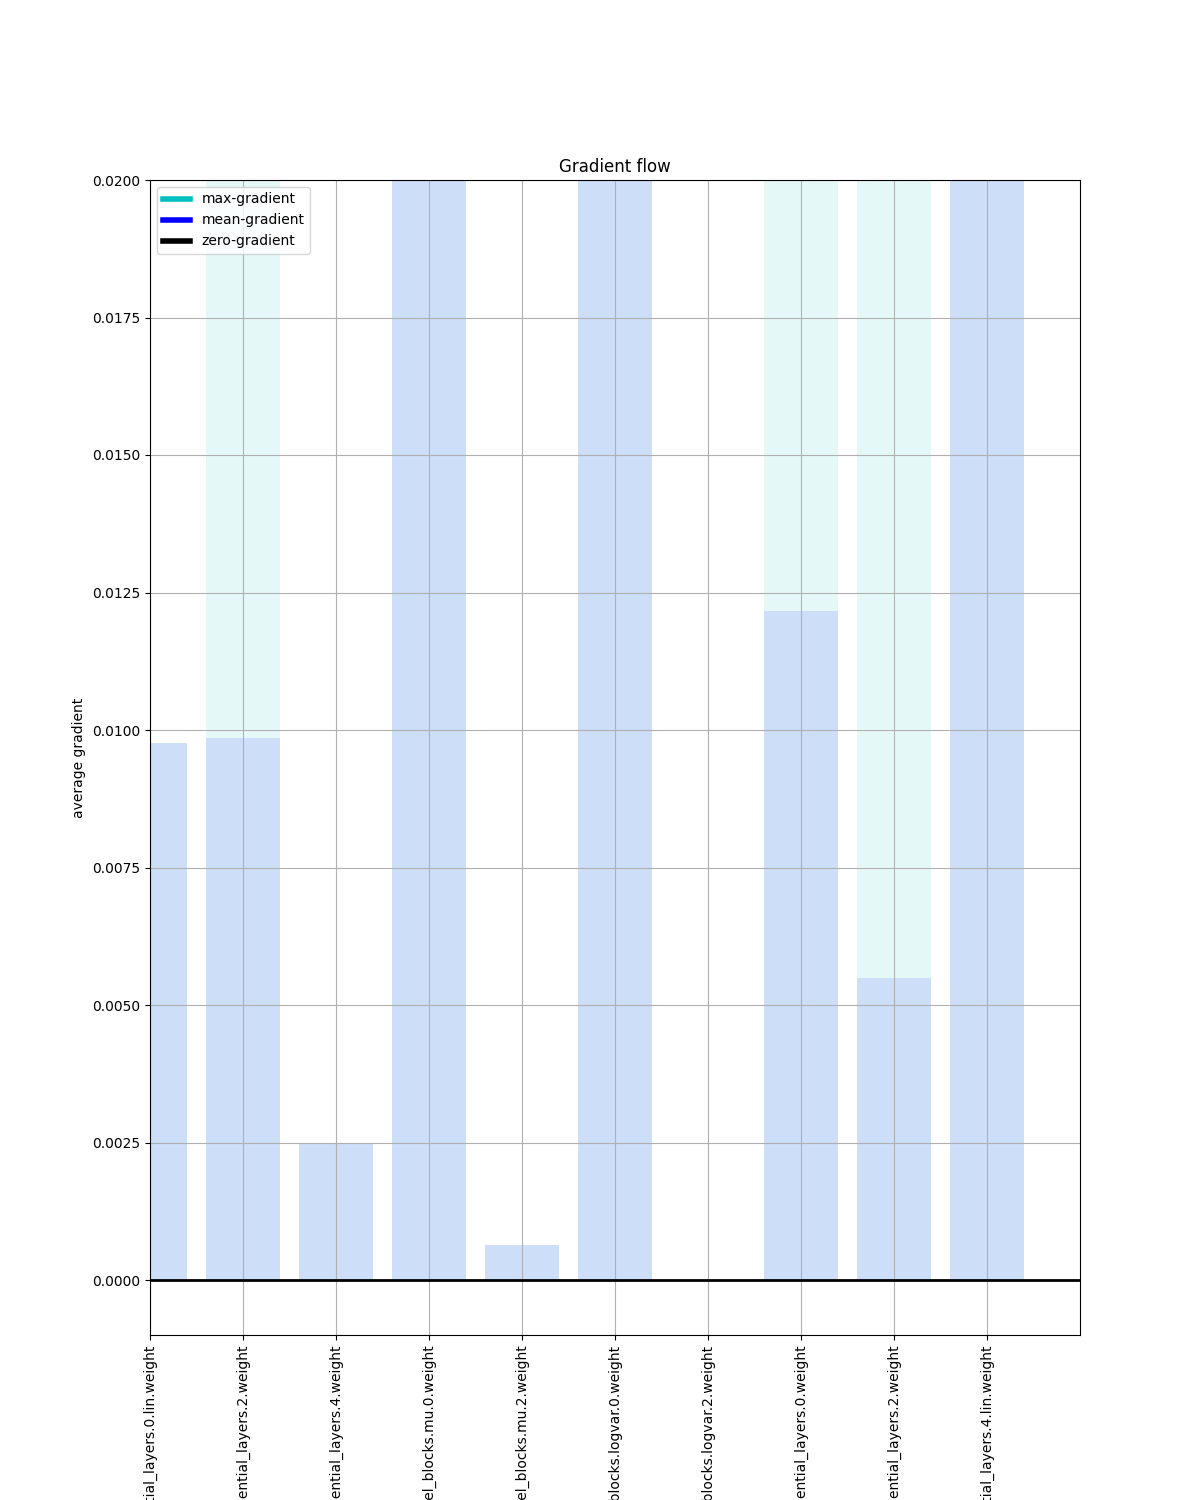 Gradient flow
max-gradient
mean-gradient
zero-gradient
0.0200
0.0175
0.0150
0.0125
0.0100
0.0075
0.0050
0.0025
0.0000
average gradient
tial_layers.0.lin.weight
ential_layers.2.weight
ential_layers.4.weight
el_blocks.mu.0.weight
el_blocks.mu.2.weight
blocks.logvar.0.weight
blocks.logvar.2.weight
ential_layers.0.weight
ential_layers.2.weight
tial_layers.4.lin.weight